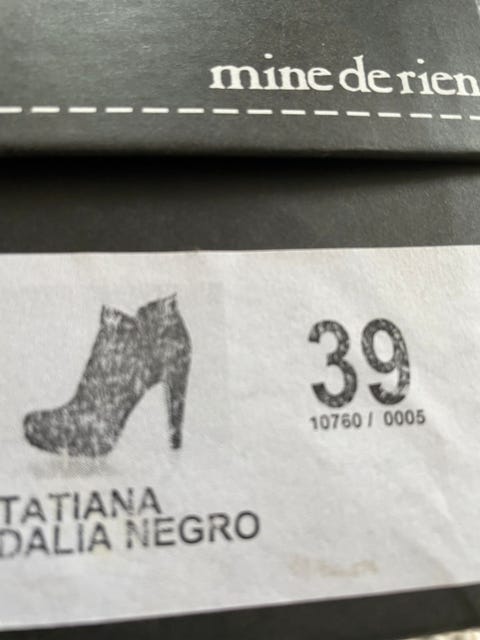 mine de rien
39
10760 / 0005
TATIANA
DALIA NEGRO